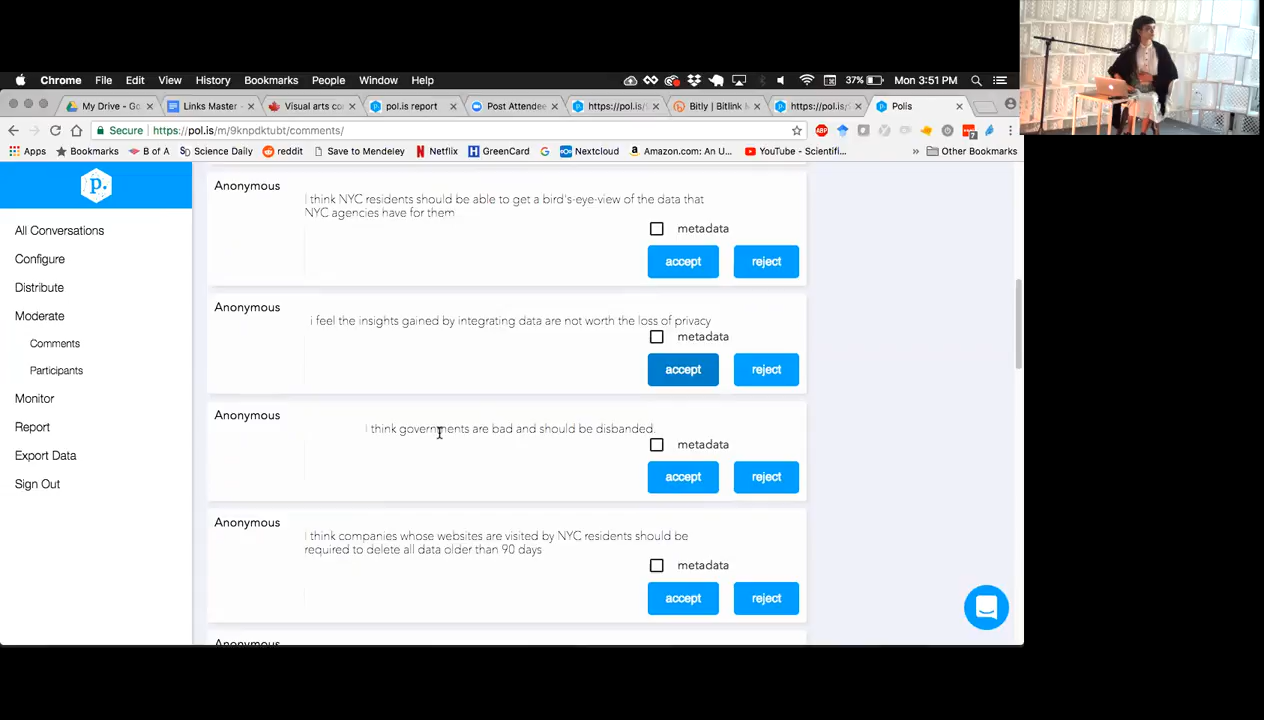 Chrome File Edit View History Bookmarks People Window Help
37% Mon 3:51 PM
My Drive - Go
Links Master -
Visual arts co
pol.is report
Post Attendee
https://pol.is/
Bitly | Bitlink M
https://pol.is/
Polis
Secure https://pol.is/m/9knpdktubt/comments/
Apps Bookmarks B of A Science Daily reddit Save to Mendeley Netflix GreenCard Nextcloud Amazon.com: An U... YouTube - Scientifi... » Other Bookmarks
p.
All Conversations
Configure
Distribute
Moderate
Comments
Participants
Monitor
Report
Export Data
Sign Out
Anonymous
I think NYC residents should be able to get a bird's-eye-view of the data that
NYC agencies have for them
metadata
accept reject
Anonymous
i feel the insights gained by integrating data are not worth the loss of privacy
metadata
accept reject
Anonymous
I think governments are bad and should be disbanded.
metadata
accept reject
Anonymous
I think companies whose websites are visited by NYC residents should be
required to delete all data older than 90 days
metadata
accept reject
Anonymous